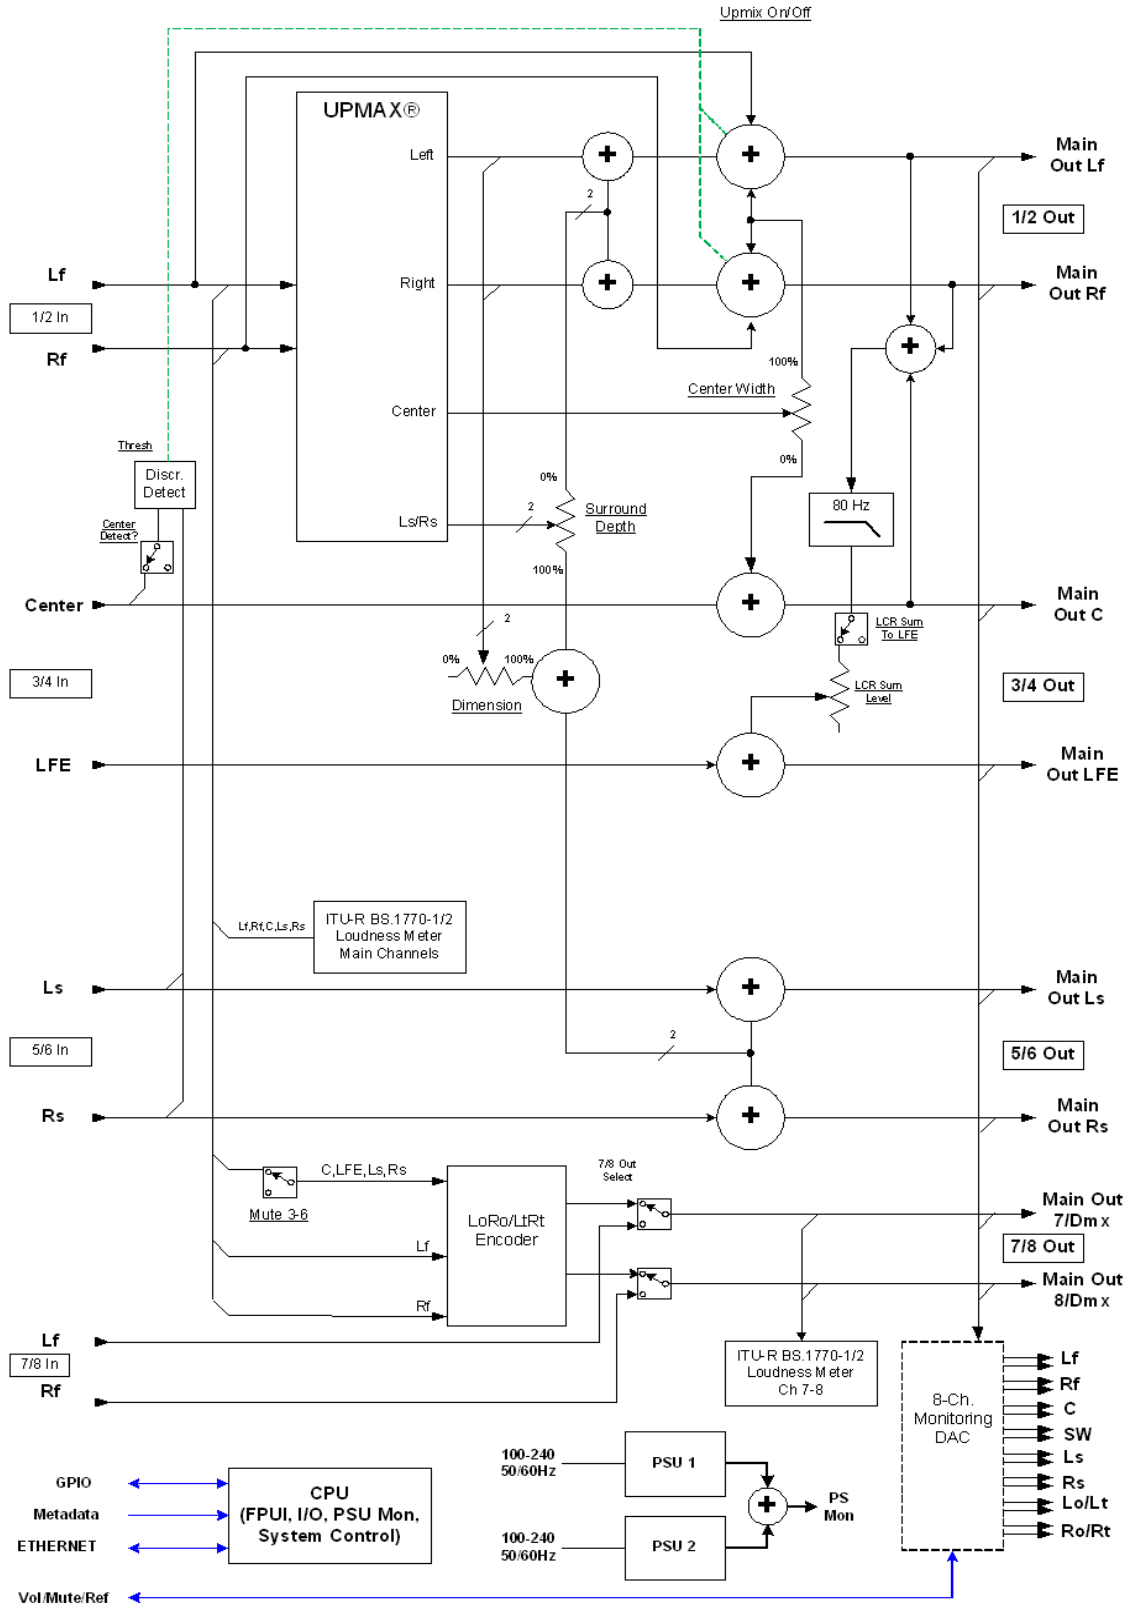 Upmix On/Off
UPMAX®
Left
Main
Out Lf
2
1/2 Out
Lf
Right
Main
Out Rf
1/2 In
Rf
100%
Center Width
Center
Thresh
0%
Discr.
Detect
0%
Surround
Depth
80 Hz
Center
Detect?
Ls/Rs
2
100%
Center
Main
Out C
LCR Sum
To LFE
2
0%
100%
Dimension
3/4 In
LCR Sum
Level
3/4 Out
LFE
Main
Out LFE
Lf,Rf,C,Ls,Rs
ITU-R BS.1770-1/2
Loudness Meter
Main Channels
Ls
Main
Out Ls
2
5/6 In
5/6 Out
Rs
Main
Out Rs
C,LFE,Ls,Rs
7/8 Out
Select
Mute 3-6
LoRo/LtRt
Encoder
Main Out
7/Dmx
Lf
7/8 Out
Main Out
8/Dmx
Rf
Lf
7/8 In
Rf
ITU-R BS.1770-1/2
Loudness Meter
Ch 7-8
8-Ch.
Monitoring
DAC
Lf
Rf
C
SW
Ls
Rs
Lo/Lt
Ro/Rt
100-240
50/60Hz
PSU 1
GPIO
Metadata
ETHERNET
CPU
(FPUI, I/O, PSU Mon,
System Control)
PS
Mon
100-240
50/60Hz
PSU 2
Vol/Mute/Ref